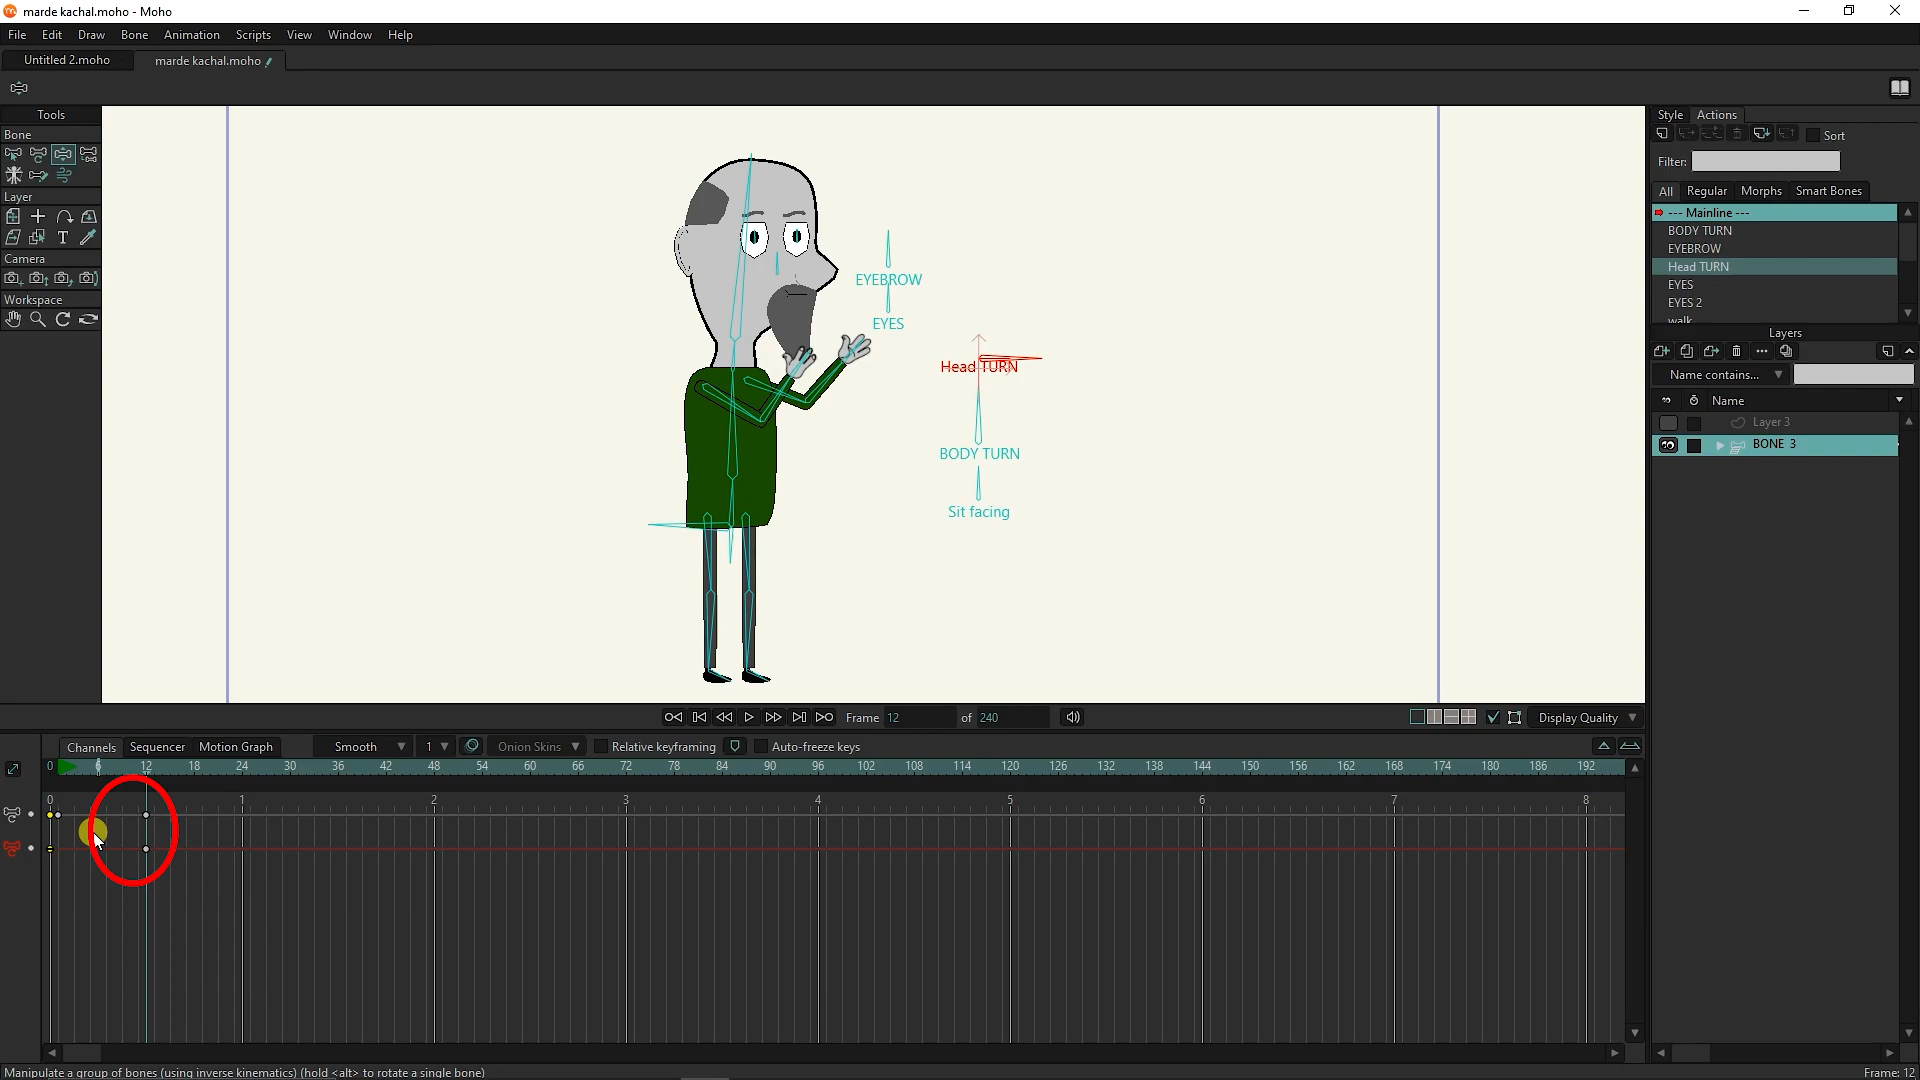 marde kachal.moho - Moho
File Edit Draw Bone Animation Scripts View Window Help
Untitled 2.moho marde kachal.moho
Tools
Bone
Layer
Camera
Workspace
EYEBROW
EYES
Head TURN
BODY TURN
Sit facing
Style Actions
Sort
Filter:
All Regular Morphs Smart Bones
--- Mainline ---
BODY TURN
EYEBROW
Head TURN
EYES
EYES 2
walk
Layers
Name contains...
Name
Layer 3
BONE 3
Frame 12 of 240 Display Quality
Channels Sequencer Motion Graph Smooth 1 Onion Skins Relative keyframing Auto-freeze keys
0 6 12 18 24 30 36 42 48 54 60 66 72 78 84 90 96 102 108 114 120 126 132 138 144 150 156 162 168 174 180 186 192
0 1 2 3 4 5 6 7 8
Manipulate a group of bones (using inverse kinematics) (hold <alt> to rotate a single bone) Frame: 12